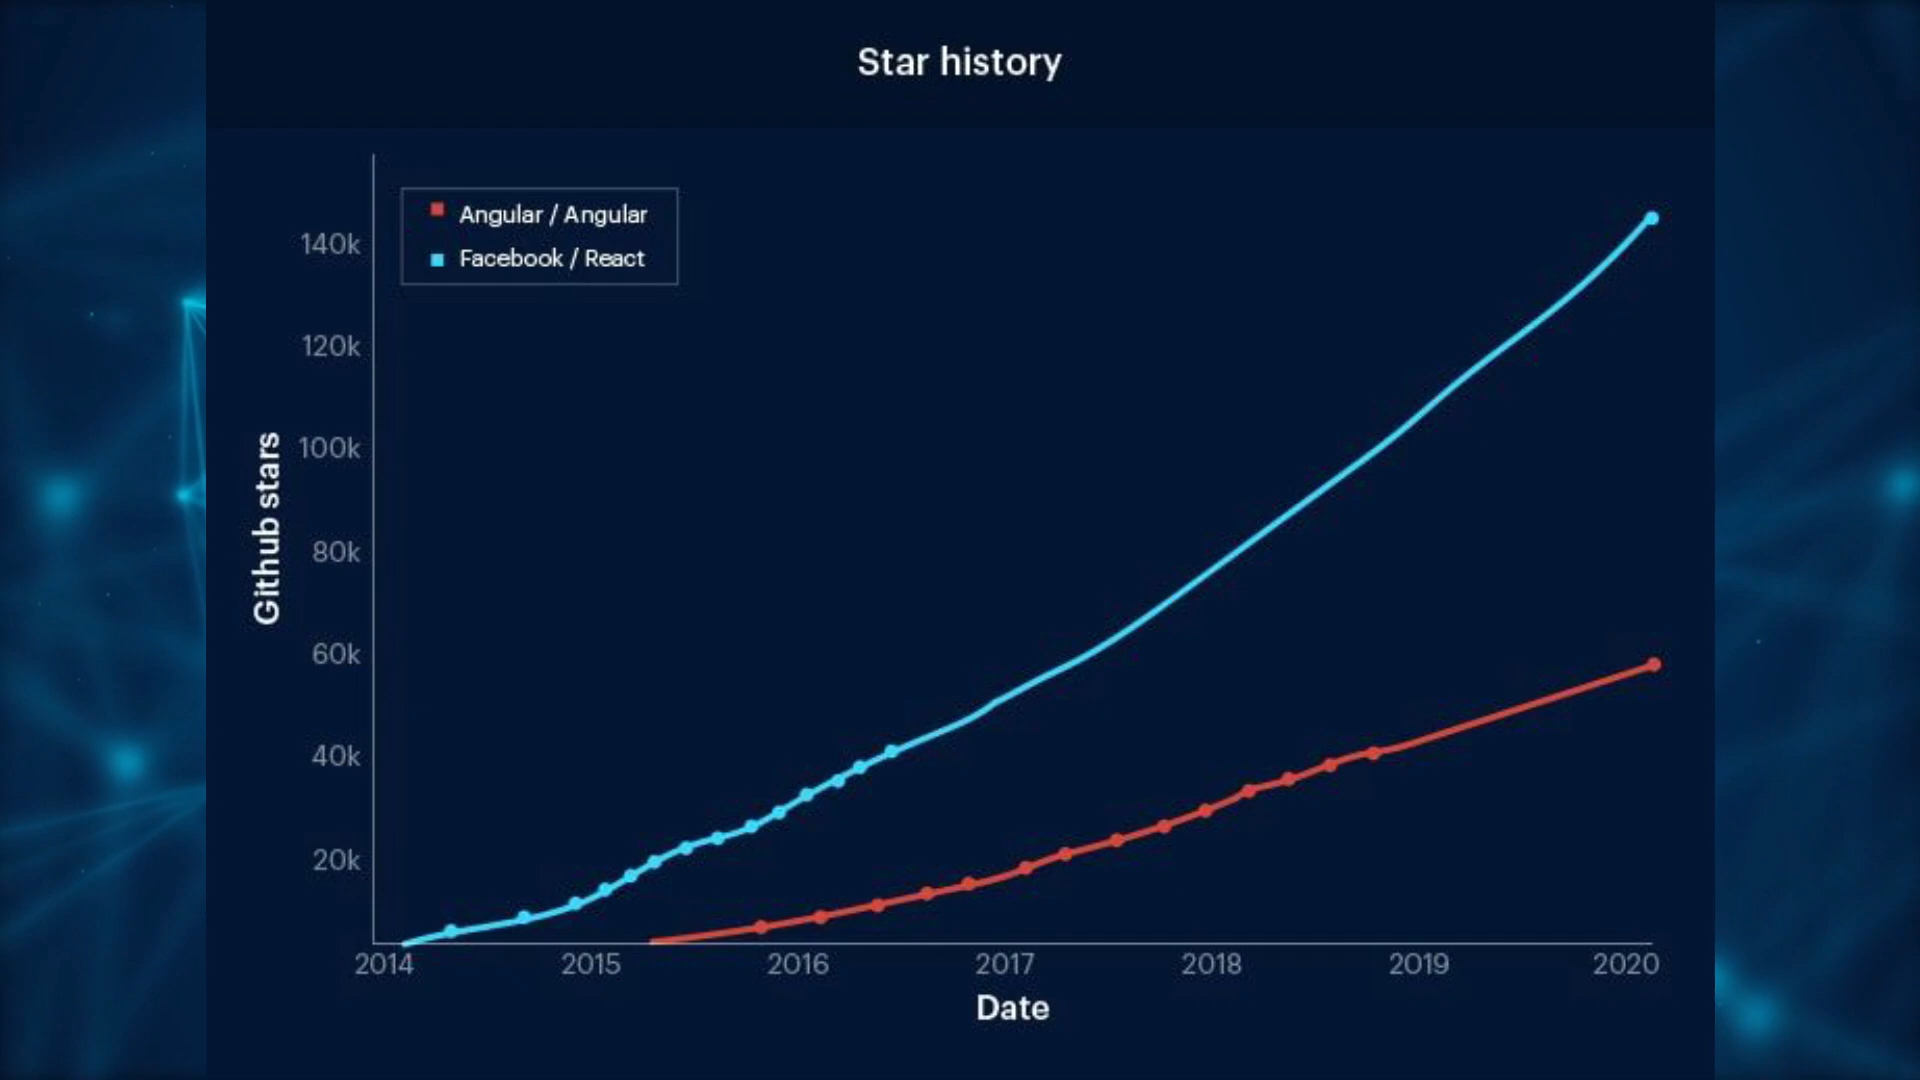 Star history
Angular / Angular
Facebook / React
140k
120k
100k
80k
60k
40k
20k
Github stars
2014 2015 2016 2017 2018 2019 2020
Date